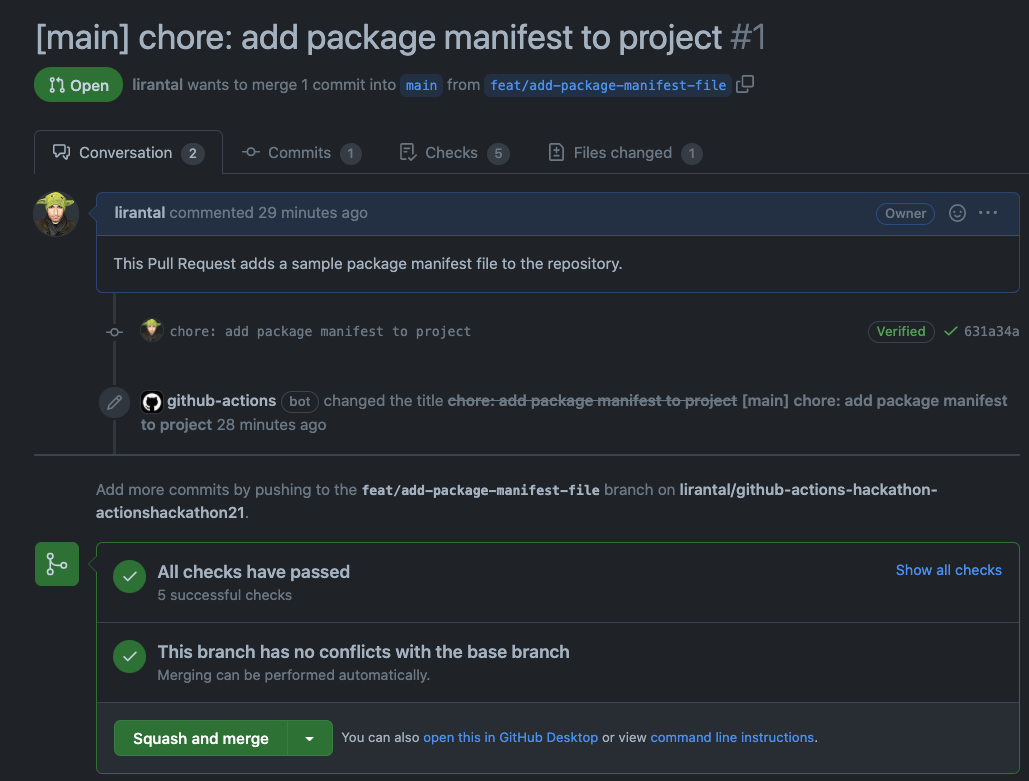 [main] chore: add package manifest to project #1
Open lirantal wants to merge 1 commit into main from feat/add-package-manifest-file
Conversation 2 Commits 1 Checks 5 Files changed 1
lirantal commented 29 minutes ago Owner
This Pull Request adds a sample package manifest file to the repository.
chore: add package manifest to project Verified 631a34a
github-actions bot changed the title chore: add package manifest to project [main] chore: add package manifest
to project 28 minutes ago
Add more commits by pushing to the feat/add-package-manifest-file branch on lirantal/github-actions-hackathon-
actionshackathon21.
All checks have passed Show all checks
5 successful checks
This branch has no conflicts with the base branch
Merging can be performed automatically.
Squash and merge You can also open this in GitHub Desktop or view command line instructions.